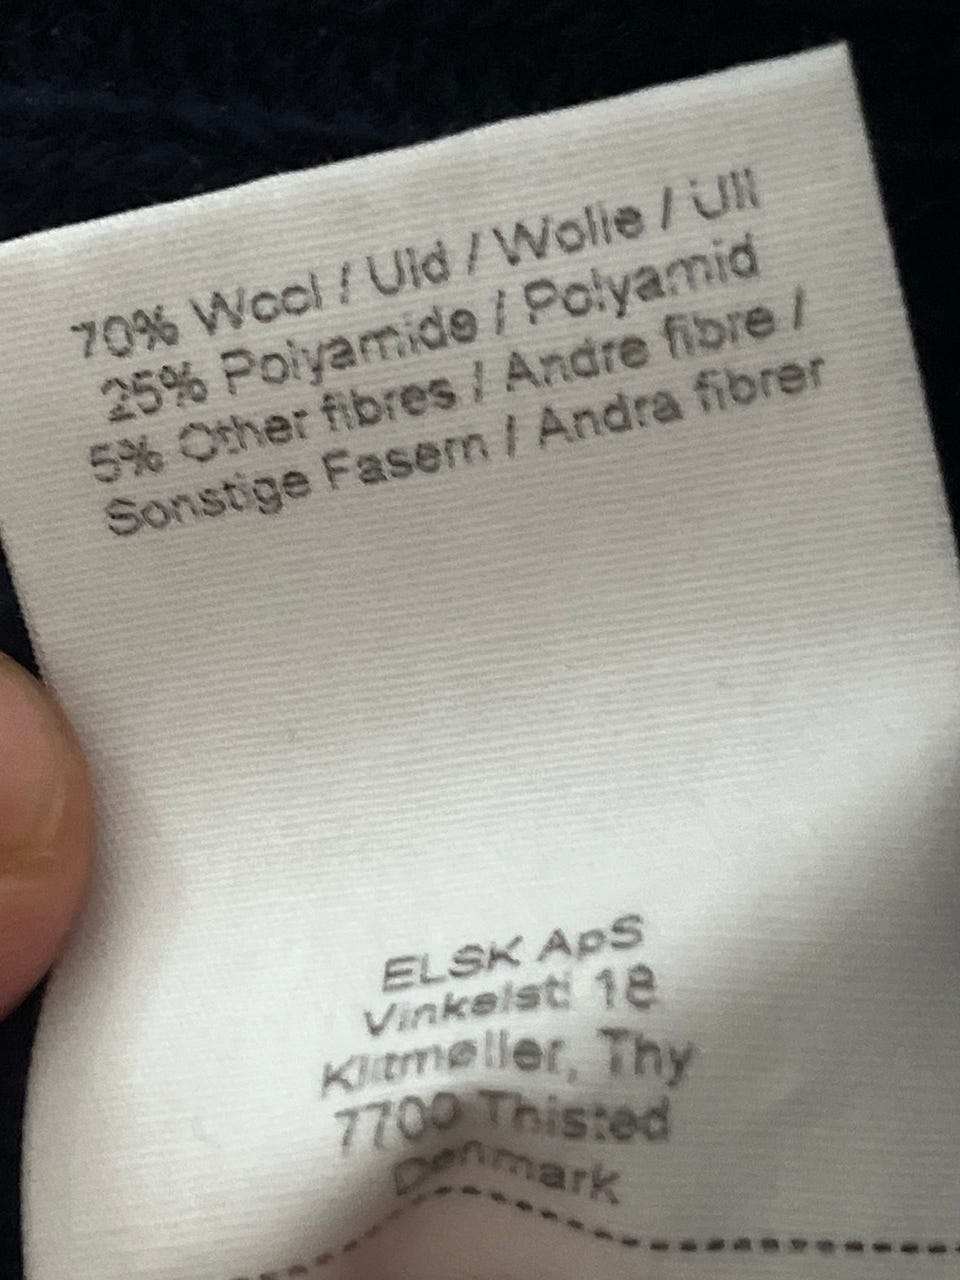 70% Wool / Uld / Wolle / Ull
25% Polyamide / Polyamid
5% Other fibres / Andre fibre /
Sonstige Fasern / Andra fibrer
ELSK ApS
Vinkelsti 18
Klitmøller, Thy
7700 Thisted
Denmark